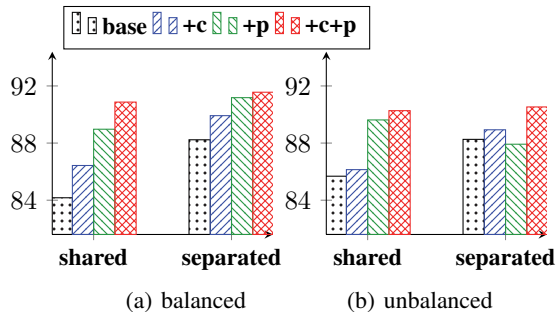 base +c +p +c+p
92 92
88 88
84 84
shared separated shared separated
(a) balanced (b) unbalanced